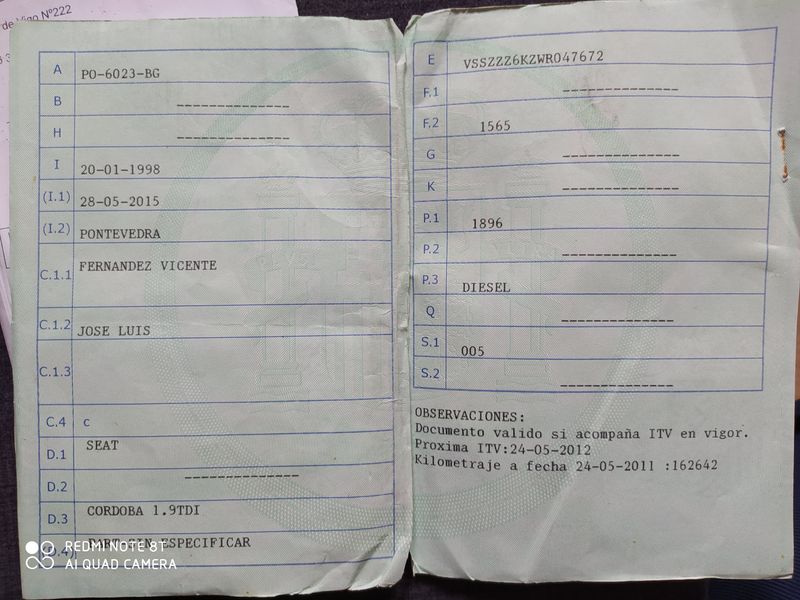 de Vigo Nº222
A PO-6023-BG
B --------------
H --------------
I 20-01-1998
(I.1) 28-05-2015
(I.2) PONTEVEDRA
C.1.1 FERNANDEZ VICENTE
C.1.2 JOSE LUIS
C.1.3
C.4 c
D.1 SEAT
D.2 --------------
D.3 CORDOBA 1.9TDI
(D.4) PART-SIN ESPECIFICAR
E VSSZZZ6KZWR047672
F.1 --------------
F.2 1565
G --------------
K --------------
P.1 1896
P.2 --------------
P.3 DIESEL
Q --------------
S.1 005
S.2 --------------
OBSERVACIONES:
Documento valido si acompaña ITV en vigor.
Proxima ITV:24-05-2012
Kilometraje a fecha 24-05-2011 :162642
REDMI NOTE 8T
AI QUAD CAMERA